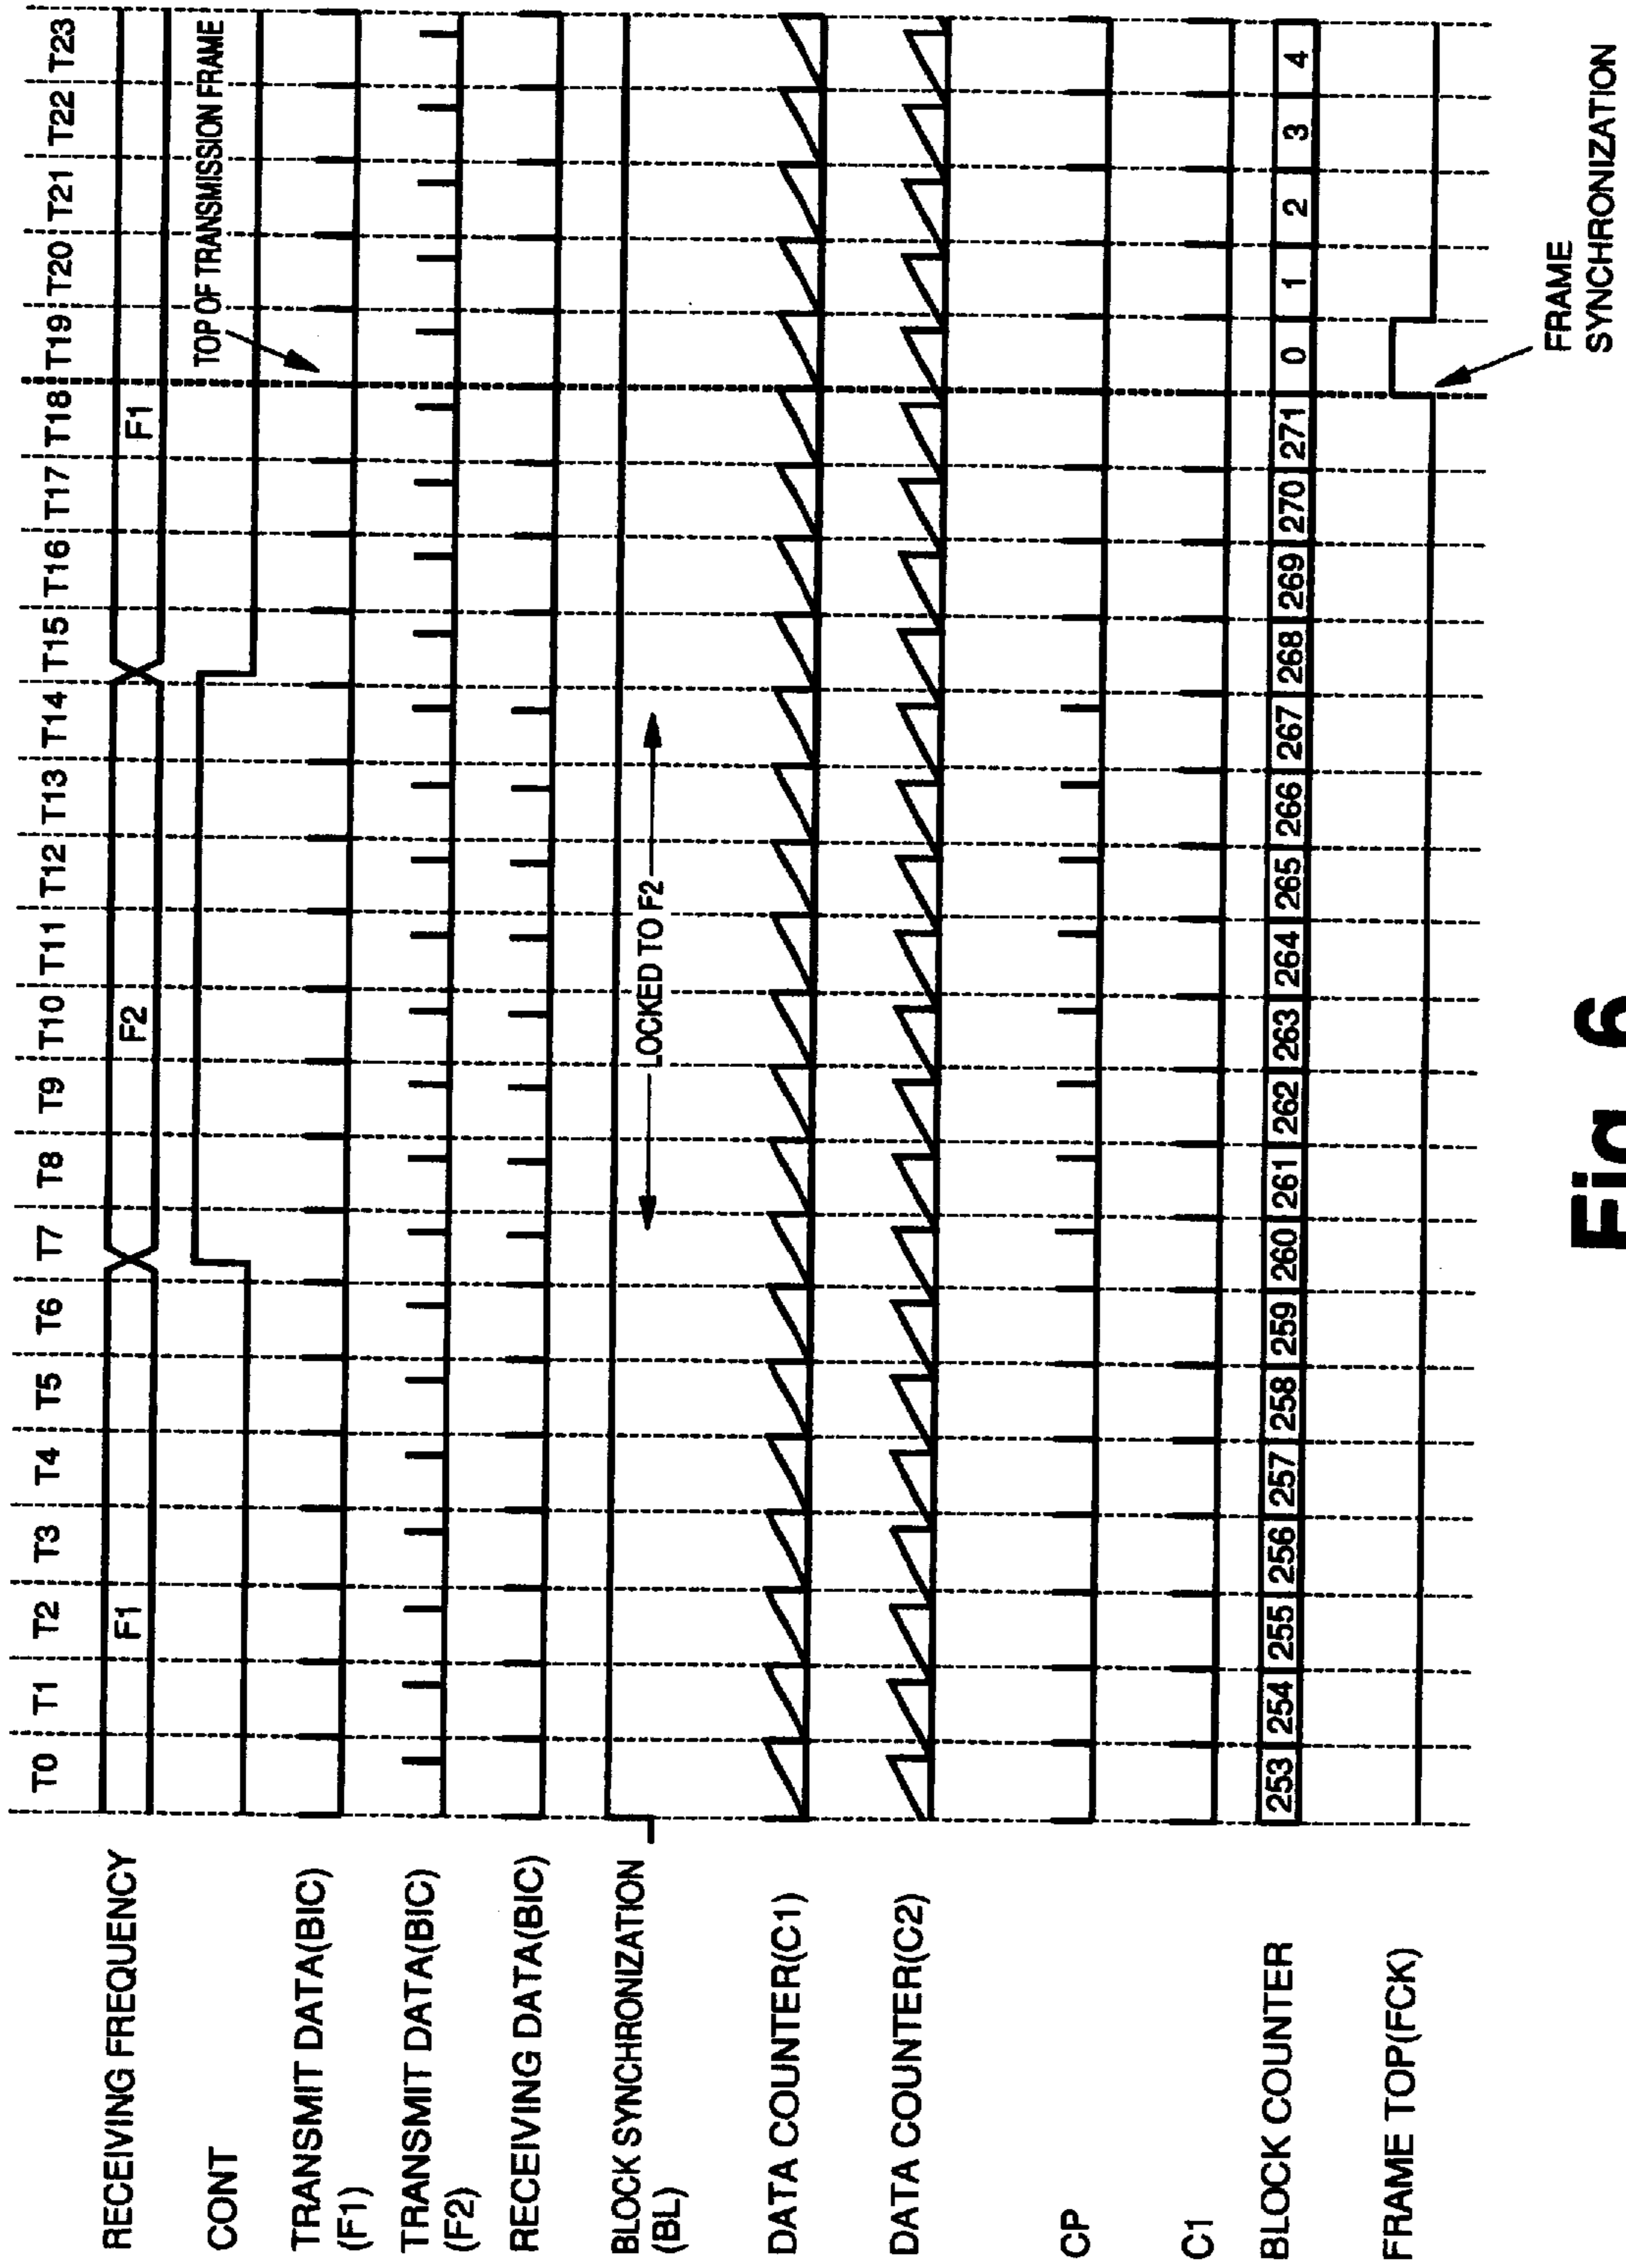 T0 T1 T2 T3 T4 T5 T6 T7 T8 T9 T10 T11 T12 T13 T14 T15 T16 T17 T18 T19 T20 T21 T22 T23
RECEIVING FREQUENCY
F1 F2 F1
CONT
TOP OF TRANSMISSION FRAME
TRANSMIT DATA(BIC)
(F1)
TRANSMIT DATA(BIC)
(F2)
RECEIVING DATA(BIC)
BLOCK SYNCHRONIZATION
(BL)
LOCKED TO F2
DATA COUNTER(C1)
DATA COUNTER(C2)
CP
C1
BLOCK COUNTER
253 254 255 256 257 258 259 260 261 262 263 264 265 266 267 268 269 270 271 0 1 2 3 4
FRAME TOP(FCK)
FRAME
SYNCHRONIZATION
Fig. 6